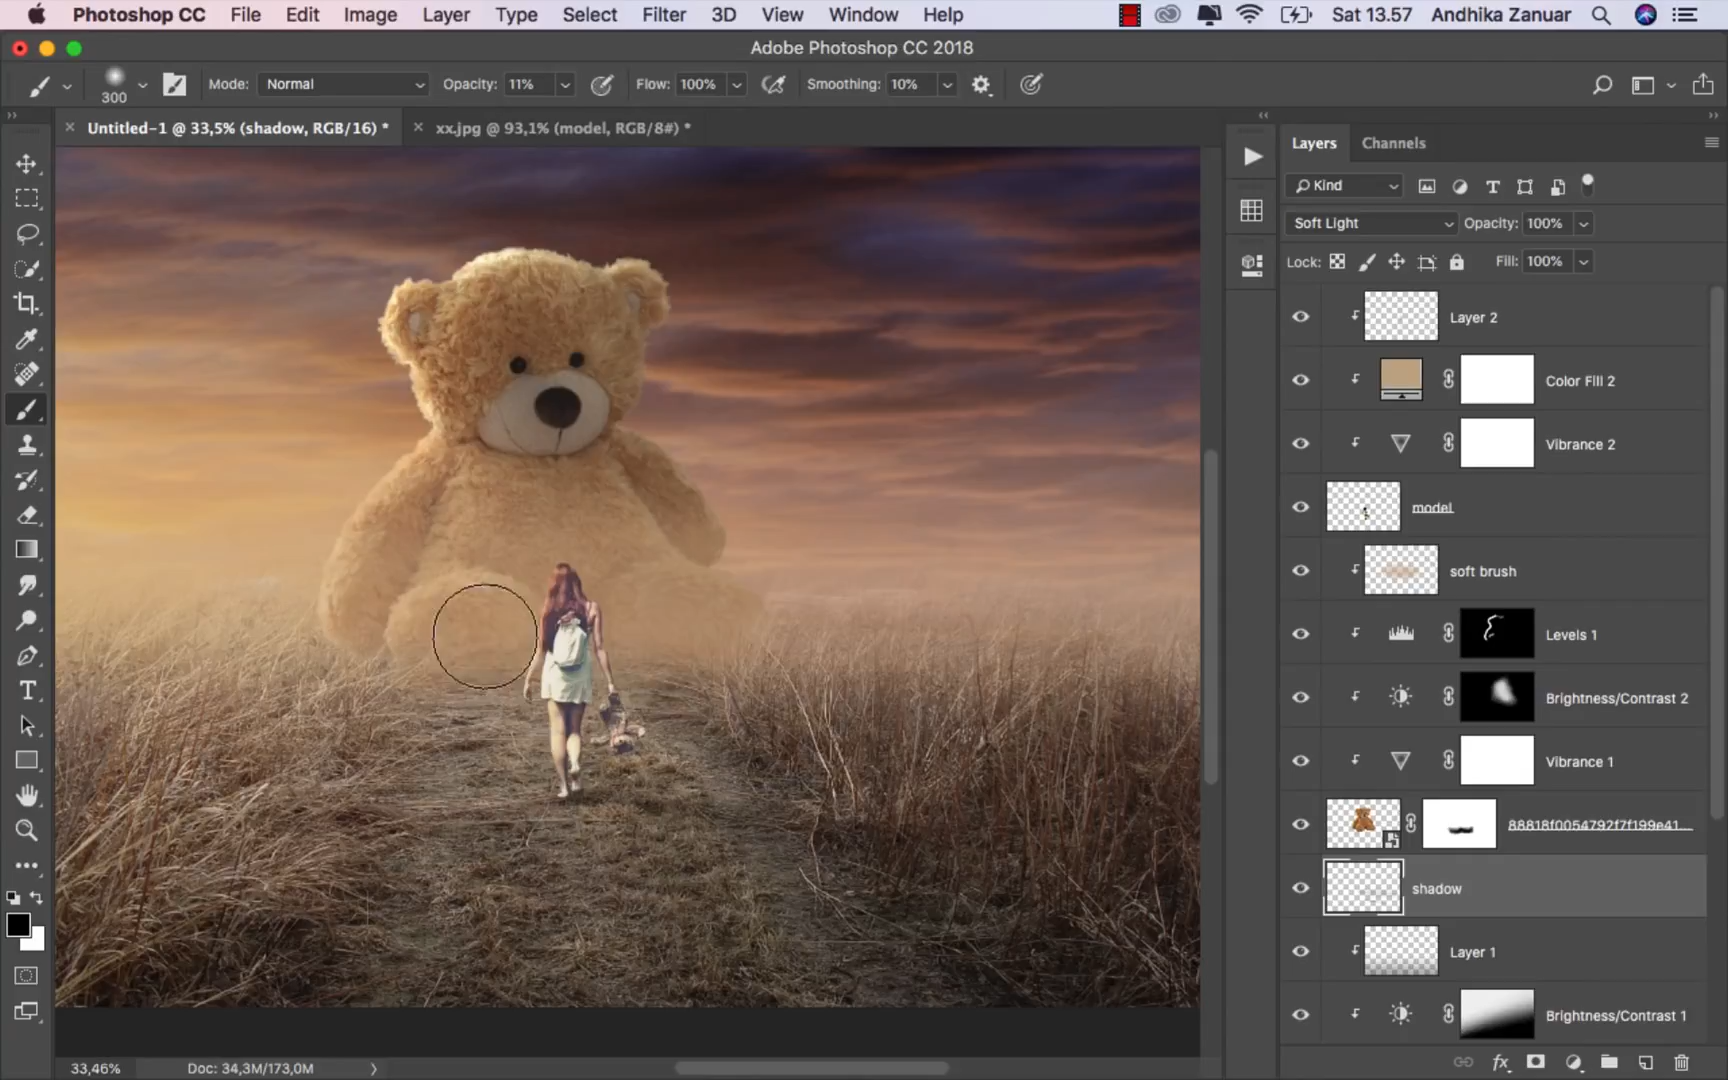 Photoshop CC File Edit Image Layer Type Select Filter 3D View Window Help Sat 13.57 Andhika Zanuar
Adobe Photoshop CC 2018
300 Mode: Normal Opacity: 11% Flow: 100% Smoothing: 10%
Untitled-1 @ 33,5% (shadow, RGB/16) * xx.jpg @ 93,1% (model, RGB/8#) *
Layers Channels
Kind
Soft Light Opacity: 100%
Lock: Fill: 100%
Layer 2
Color Fill 2
Vibrance 2
model
soft brush
Levels 1
Brightness/Contrast 2
Vibrance 1
88818f0054792f7f199e41...
shadow
Layer 1
Brightness/Contrast 1
33,46% Doc: 34,3M/173,0M